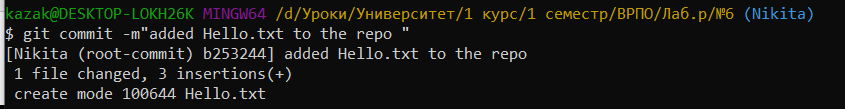 kazak@DESKTOP-LOKH26K MINGW64 /d/Уроки/Университет/1 курс/1 семестр/ВРПО/Лаб.р/№6 (Nikita)
$ git commit -m"added Hello.txt to the repo "
[Nikita (root-commit) b253244] added Hello.txt to the repo
 1 file changed, 3 insertions(+)
 create mode 100644 Hello.txt